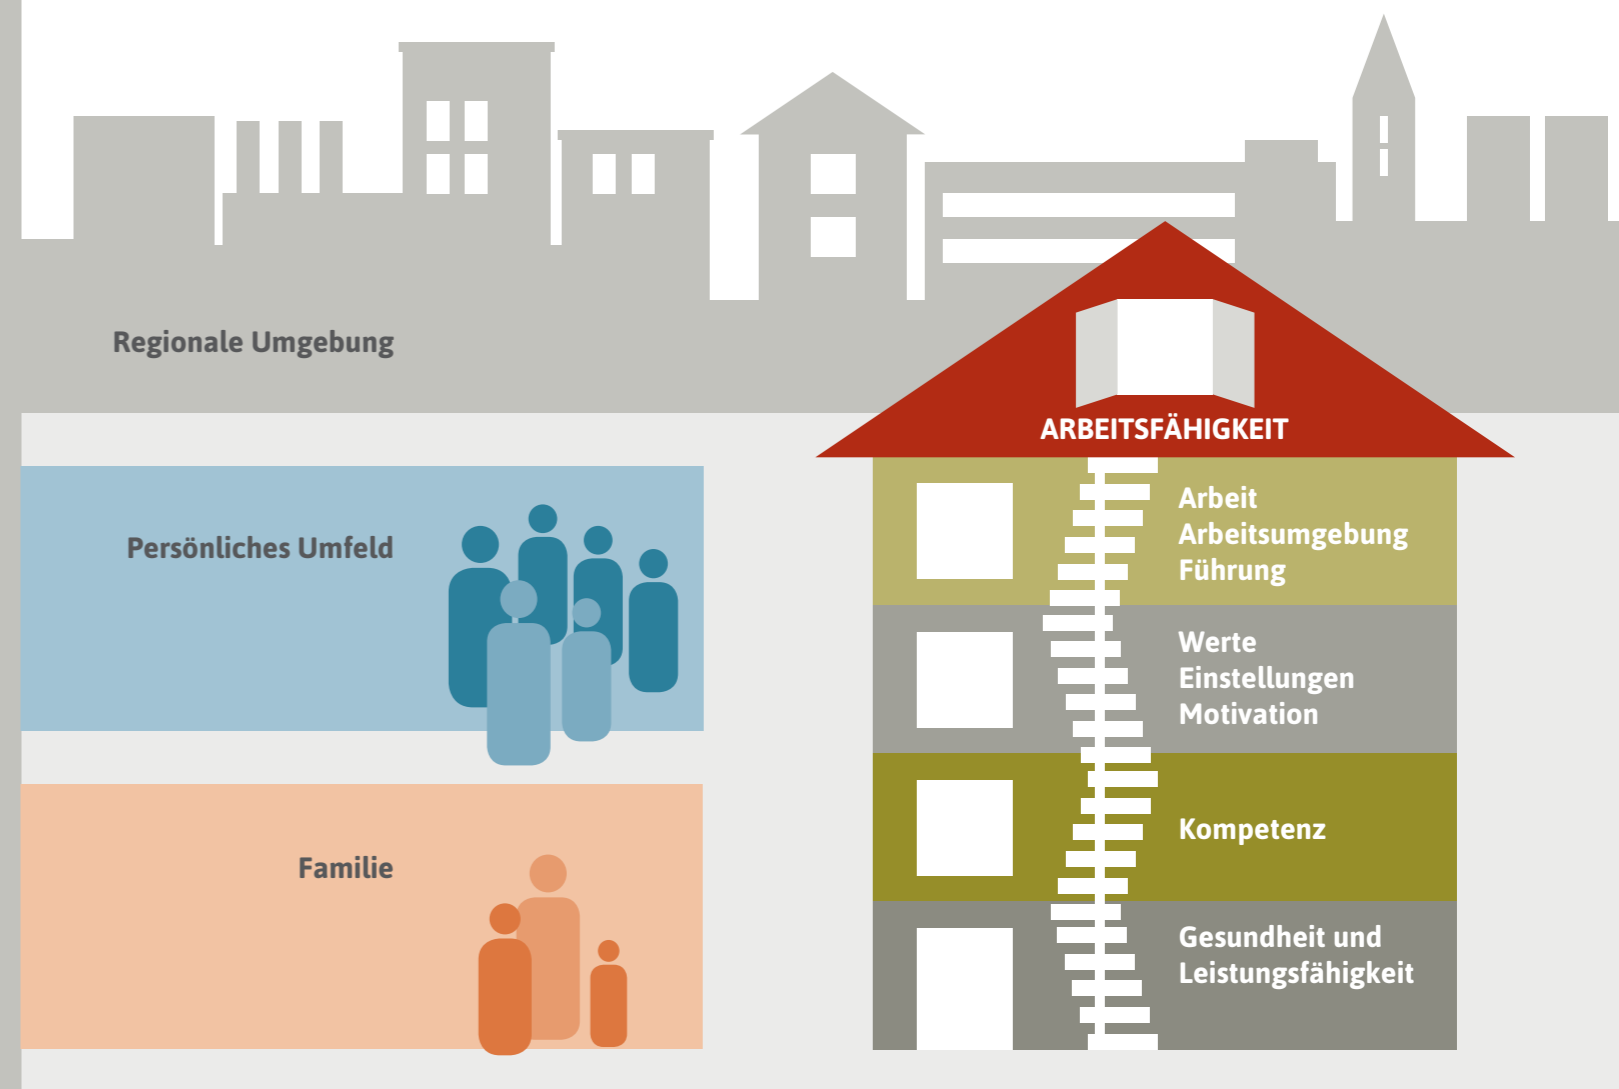 Regionale Umgebung
ARBEITSFÄHIGKEIT
Persönliches Umfeld
Familie
Arbeit
Arbeitsumgebung
Führung
Werte
Einstellungen
Motivation
Kompetenz
Gesundheit und
Leistungsfähigkeit